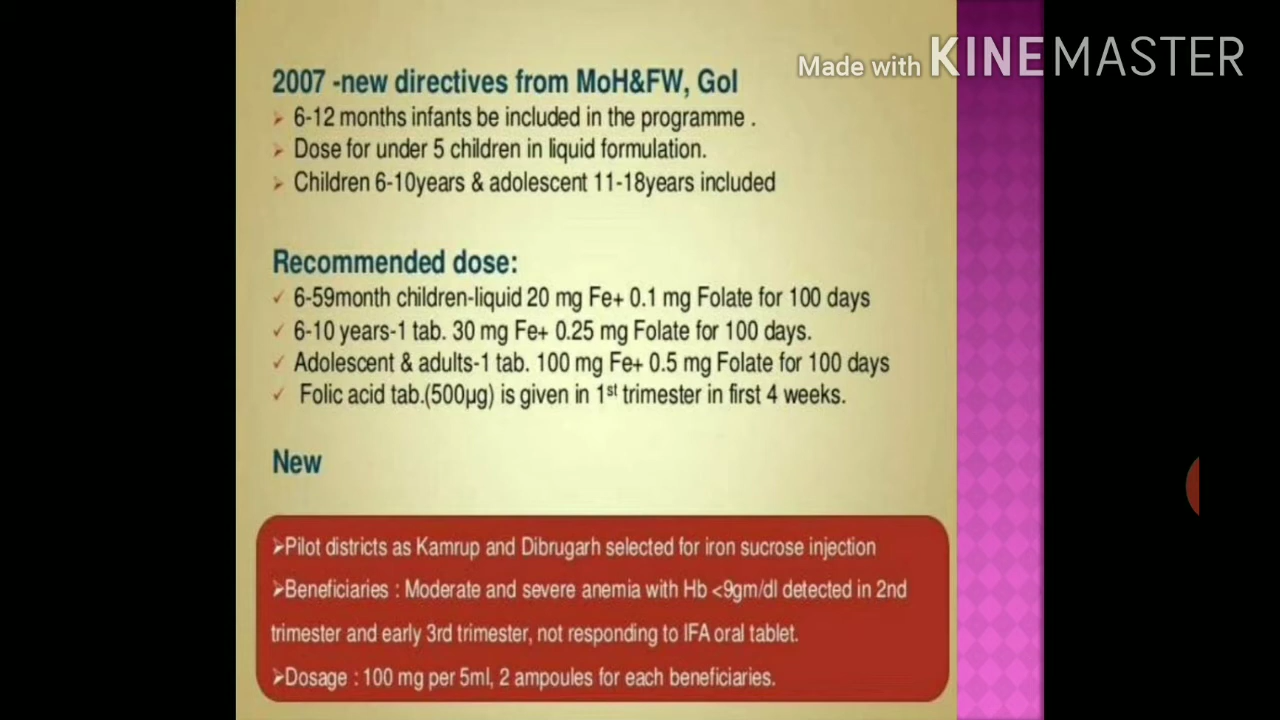 Made with KINEMASTER
2007 -new directives from MoH&FW, GoI
➢ 6-12 months infants be included in the programme .
➢ Dose for under 5 children in liquid formulation.
➢ Children 6-10years & adolescent 11-18years included
Recommended dose:
✓ 6-59month children-liquid 20 mg Fe+ 0.1 mg Folate for 100 days
✓ 6-10 years-1 tab. 30 mg Fe+ 0.25 mg Folate for 100 days.
✓ Adolescent & adults-1 tab. 100 mg Fe+ 0.5 mg Folate for 100 days
✓ Folic acid tab.(500µg) is given in 1st trimester in first 4 weeks.
New
➢Pilot districts as Kamrup and Dibrugarh selected for iron sucrose injection
➢Beneficiaries : Moderate and severe anemia with Hb <9gm/dl detected in 2nd
trimester and early 3rd trimester, not responding to IFA oral tablet.
➢Dosage : 100 mg per 5ml, 2 ampoules for each beneficiaries.